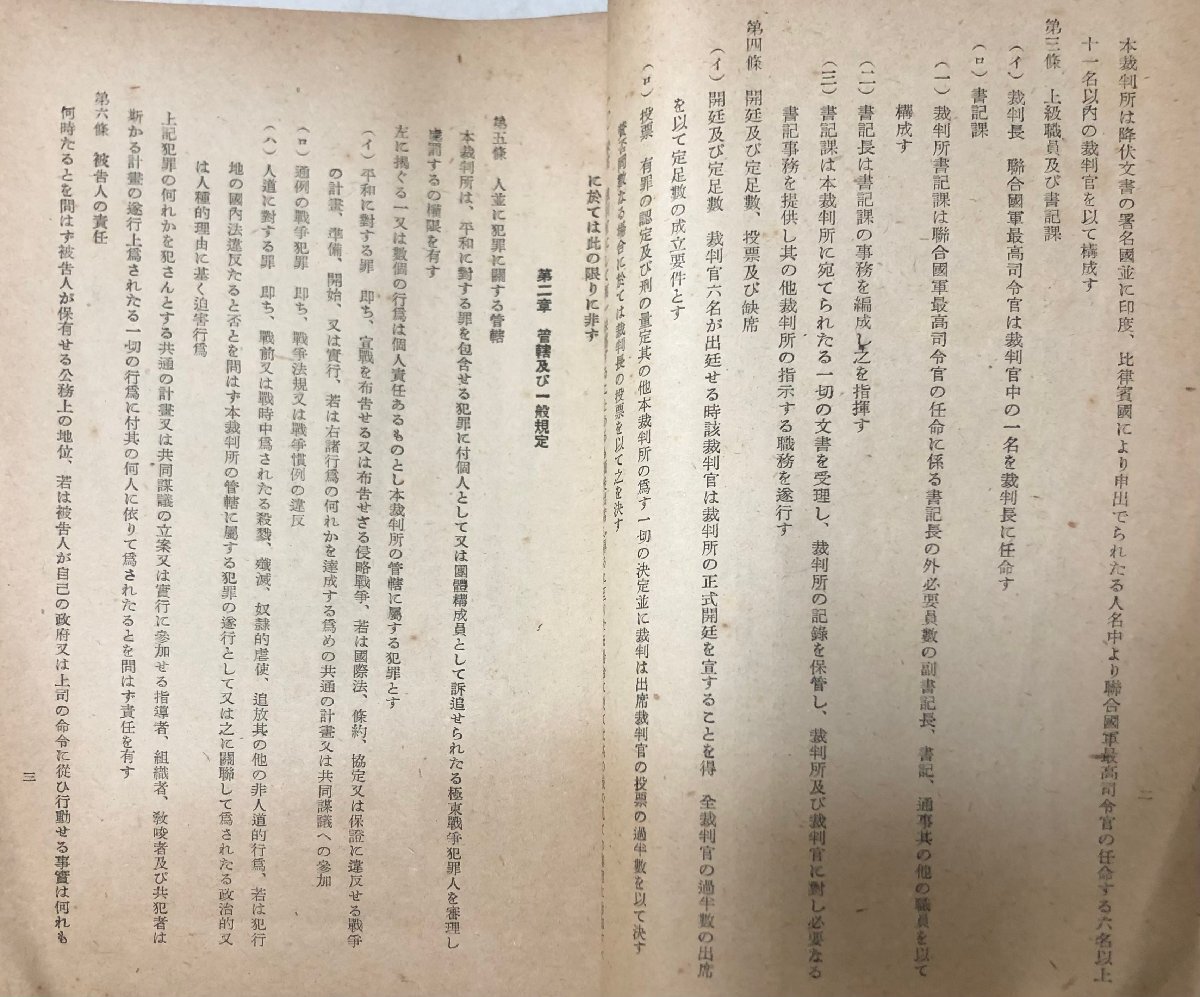 本裁判所は降伏文書の署名國並に印度、比律賓國により申出でられたる人名中より聯合國軍最高司令官の任命する六名以上
十一名以內の裁判官を以て構成す
第三條　上級職員及び書記課
（イ）裁判長　聯合國軍最高司令官は裁判官中の一名を裁判長に任命す
（ロ）書記課
（一）裁判所書記課は聯合國軍最高司令官の任命に係る書記長の外必要員數の副書記長、書記、通事其の他の職員を以て
構成す
（二）書記長は書記課の事務を編成し之を指揮す
（三）書記課は本裁判所に宛てられたる一切の文書を受理し、裁判所の記錄を保管し、裁判所及び裁判官に對し必要なる
書記事務を提供し其の他裁判所の指示する職務を遂行す
第四條　開廷及び定足數、投票及び缺席
（イ）開廷及び定足數　裁判官六名が出廷せる時該裁判官は裁判所の正式開廷を宣することを得　全裁判官の過半數の出席
を以て定足數の成立要件とす
（ロ）投票　有罪の認定及び刑の量定其の他本裁判所の爲す一切の決定並に裁判は出席裁判官の投票の過半數を以て決す
同數なる場合に於ては裁判長の投票を以て之を決す
二
に於ては此の限りに非す
第二章　管轄及び一般規定
第五條　人並に犯罪に關する管轄
本裁判所は、平和に對する罪を包含せる犯罪に付個人として又は團體構成員として訴追せられたる極東戰爭犯罪人を審理し
處罰するの權限を有す
左に揭ぐる一又は數個の行爲は個人責任あるものとし本裁判所の管轄に屬する犯罪とす
（イ）平和に對する罪　即ち、宣戰を布吿せる又は布吿せさる侵略戰爭、若は國際法、條約、協定又は保證に違反せる戰爭
の計畫、準備、開始、又は實行、若は右諸行爲の何れかを達成する爲めの共通の計畫又は共同謀議への參加
（ロ）通例の戰爭犯罪　即ち、戰爭法規又は戰爭慣例の違反
（ハ）人道に對する罪　即ち、戰前又は戰時中爲されたる殺戮、殲滅、奴隷的虐使、追放其の他の非人道的行爲、若は犯行
地の國內法違反たると否とを問はず本裁判所の管轄に屬する犯罪の遂行として又は之に關聯して爲されたる政治的又
は人種的理由に基く迫害行爲
上記犯罪の何れかを犯さんとする共通の計畫又は共同謀議の立案又は實行に參加せる指導者、組織者、敎唆者及び共犯者は
斯かる計畫の遂行上爲されたる一切の行爲に付其の何人に依りて爲されたるとを問はす責任を有す
第六條　被吿人の責任
何時たるとを問はず被吿人が保有せる公務上の地位、若は被吿人が自己の政府又は上司の命令に從ひ行動せる事實は何れも
三